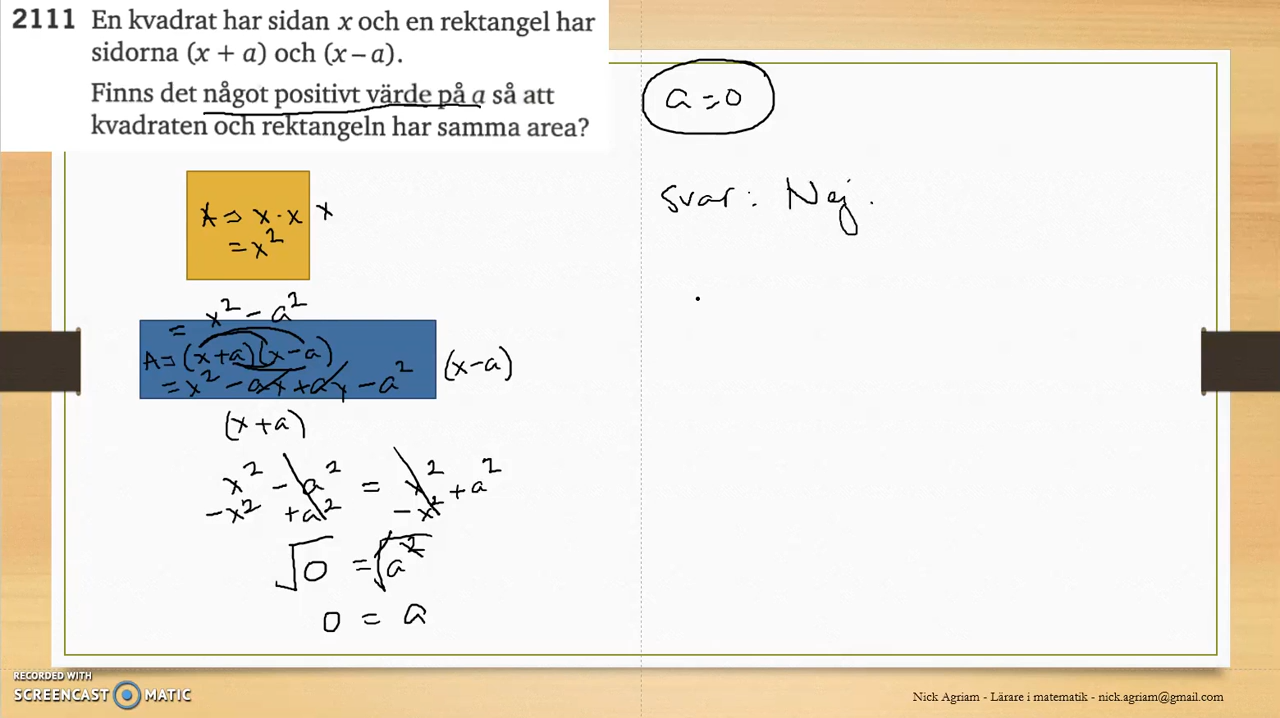 2111 En kvadrat har sidan x och en rektangel har
sidorna (x + a) och (x – a).
Finns det något positivt värde på a så att
kvadraten och rektangeln har samma area?
A = x · x x
= x²
= x² – a²
A = (x+a)(x–a)
= x² – ax + ax – a²
(x–a)
(x+a)
x² – a² = x² + a²
–x² +a² –x²
√0 = √a²
0 = a
a = 0
svar: Nej.
RECORDED WITH
SCREENCAST MATIC
Nick Agriam - Lärare i matematik - nick.agriam@gmail.com